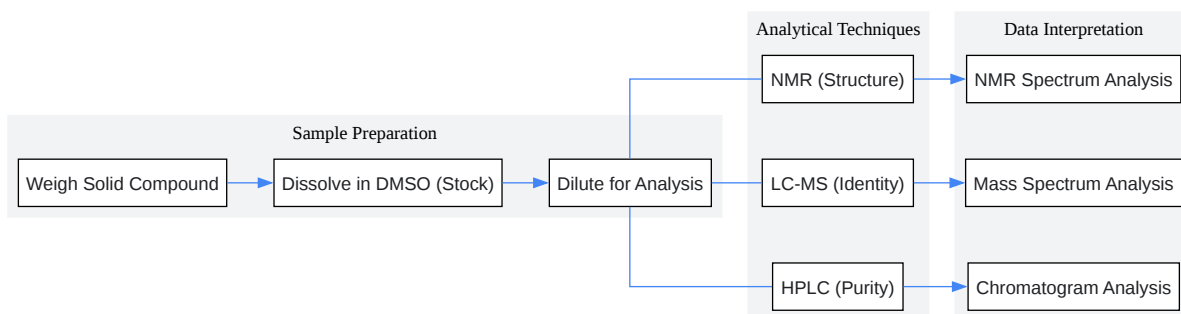 Analytical Techniques
Data Interpretation
NMR (Structure)
NMR Spectrum Analysis
Sample Preparation
Weigh Solid Compound
Dissolve in DMSO (Stock)
Dilute for Analysis
LC-MS (Identity)
Mass Spectrum Analysis
HPLC (Purity)
Chromatogram Analysis